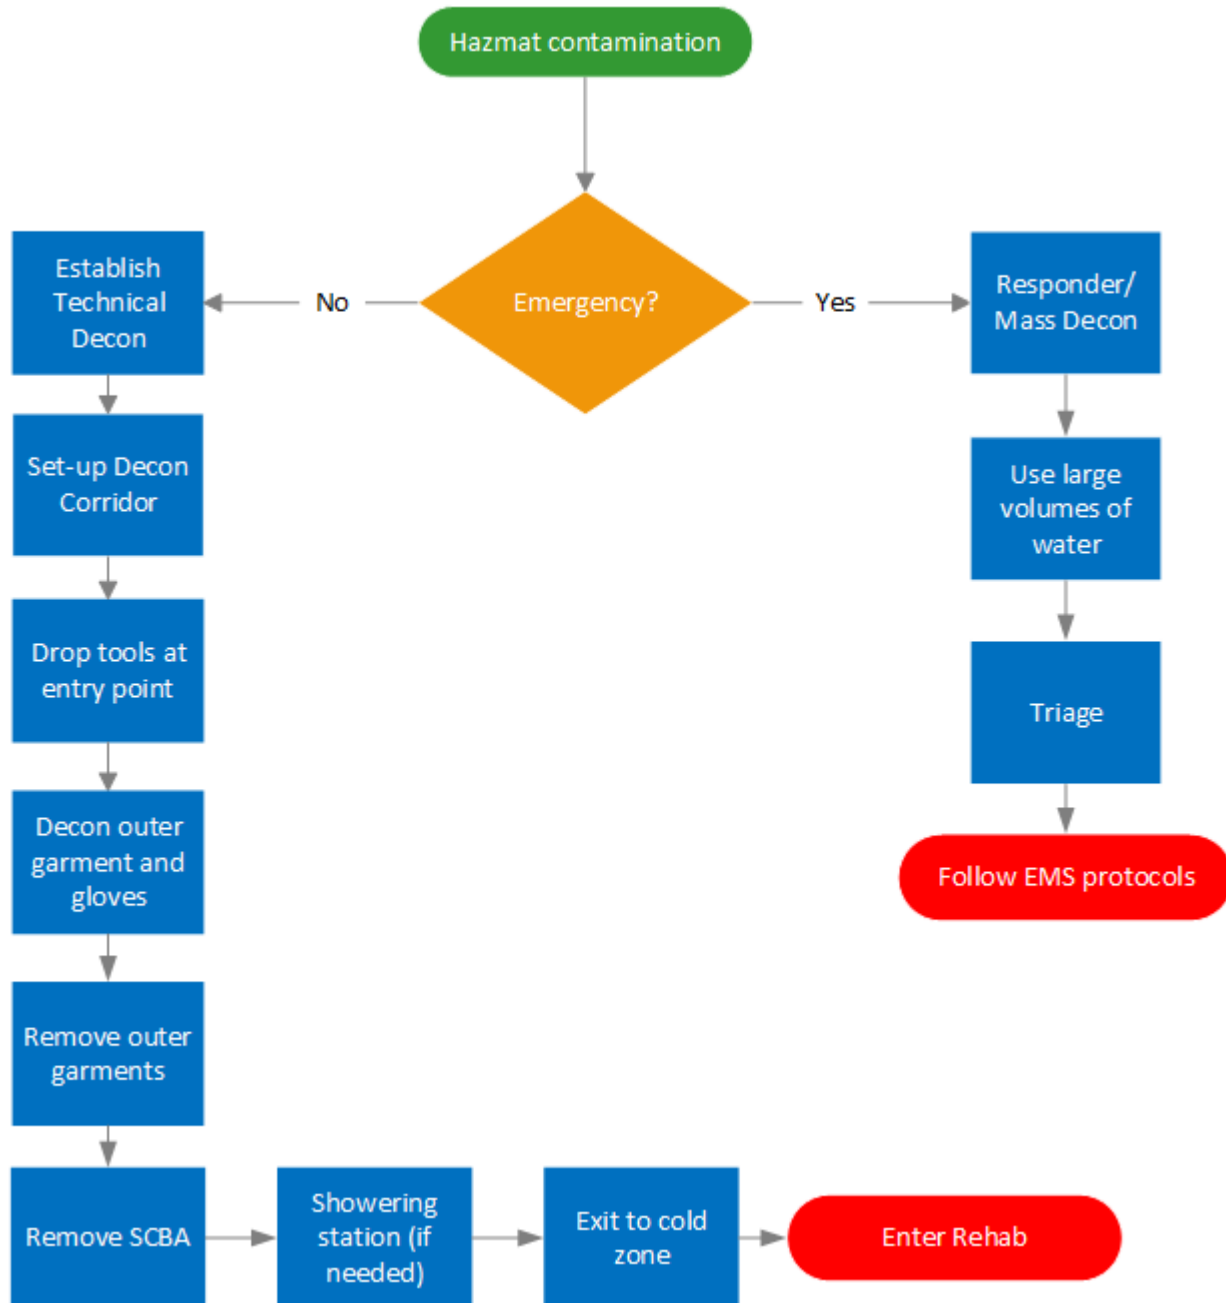 Hazmat contamination
Emergency?
No
Yes
Establish
Technical
Decon
Set-up Decon
Corridor
Drop tools at
entry point
Decon outer
garment and
gloves
Remove outer
garments
Remove SCBA
Showering
station (if
needed)
Exit to cold
zone
Enter Rehab
Responder/
Mass Decon
Use large
volumes of
water
Triage
Follow EMS protocols